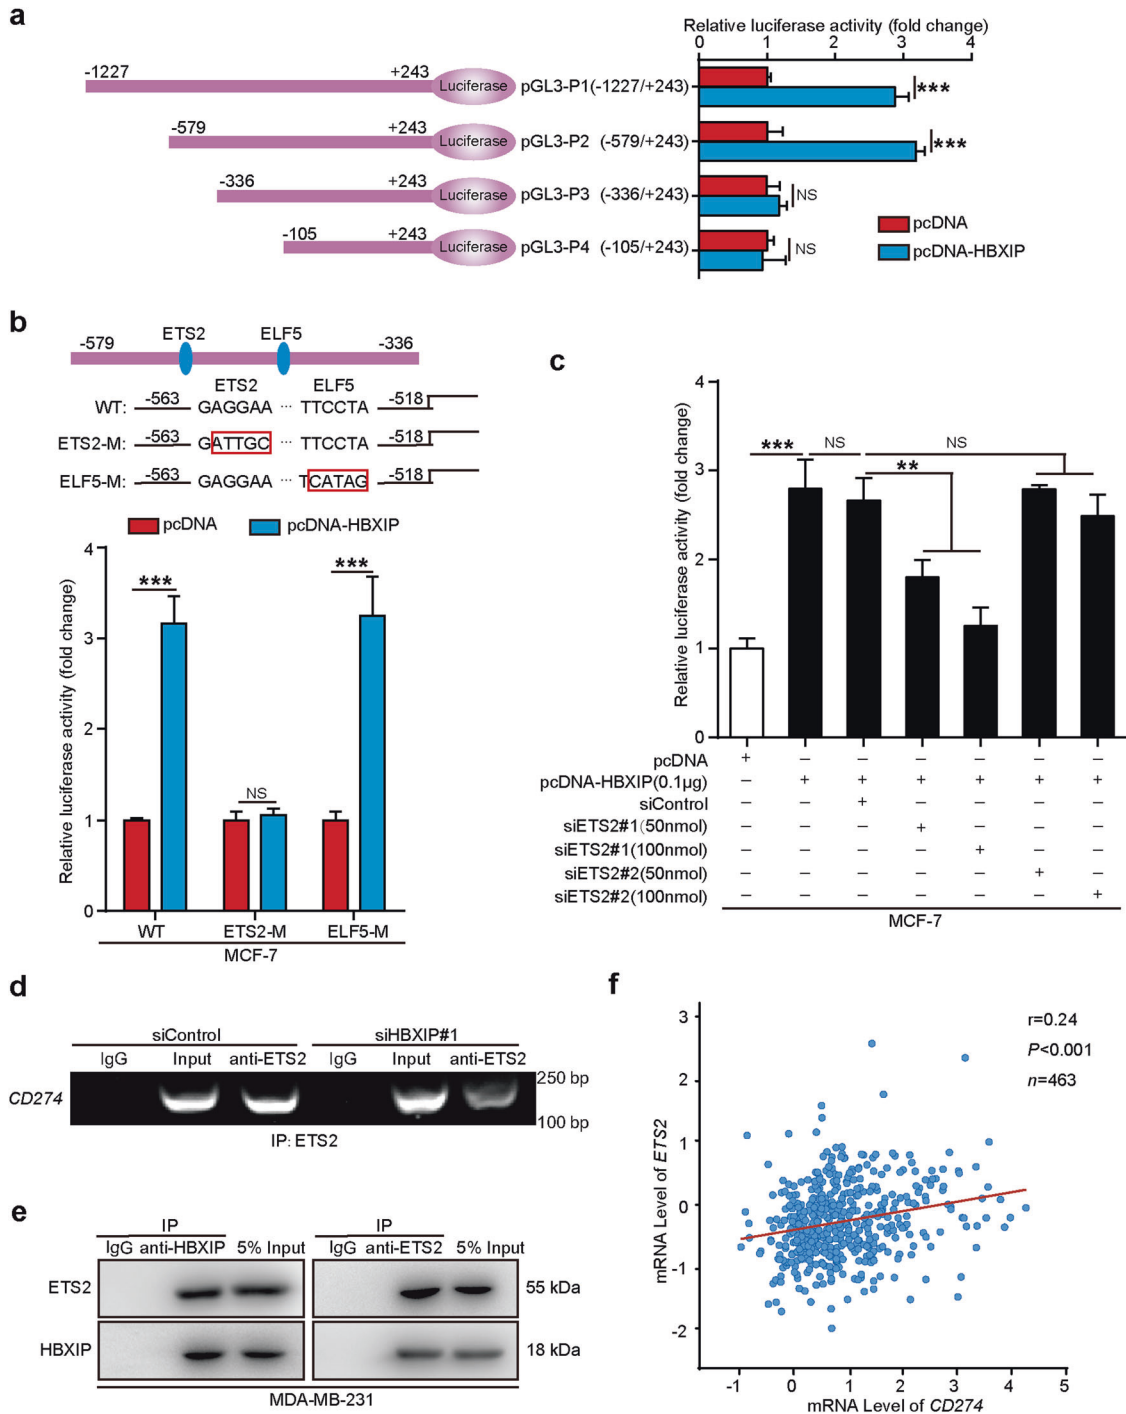 a
Relative luciferase activity (fold change)
0 1 2 3 4
-1227 +243 Luciferase pGL3-P1(-1227/+243) ***
-579 +243 Luciferase pGL3-P2 (-579/+243) ***
-336 +243 Luciferase pGL3-P3 (-336/+243) NS
-105 +243 Luciferase pGL3-P4 (-105/+243) NS
pcDNA
pcDNA-HBXIP
b
ETS2 ELF5
-579 -336
ETS2 ELF5
WT: -563 GAGGAA ··· TTCCTA -518
ETS2-M: -563 GATTGC ··· TTCCTA -518
ELF5-M: -563 GAGGAA ··· TCATAG -518
pcDNA pcDNA-HBXIP
Relative luciferase activity (fold change)
4
3
2
1
0
*** NS ***
WT ETS2-M ELF5-M
MCF-7
c
Relative luciferase activity (fold change)
4
3
2
1
0
*** NS ** NS
pcDNA + − − − − − −
pcDNA-HBXIP(0.1μg) − + + + + + +
siControl − − + − − − −
siETS2#1(50nmol) − − − + − − −
siETS2#1(100nmol) − − − − + − −
siETS2#2(50nmol) − − − − − + −
siETS2#2(100nmol) − − − − − − +
MCF-7
d
siControl siHBXIP#1
IgG Input anti-ETS2 IgG Input anti-ETS2
CD274
250 bp
100 bp
IP: ETS2
e
IP IP
IgG anti-HBXIP 5% Input IgG anti-ETS2 5% Input
ETS2 55 kDa
HBXIP 18 kDa
MDA-MB-231
f
r=0.24
P<0.001
n=463
mRNA Level of ETS2
3
2
1
0
-1
-2
-1 0 1 2 3 4 5
mRNA Level of CD274